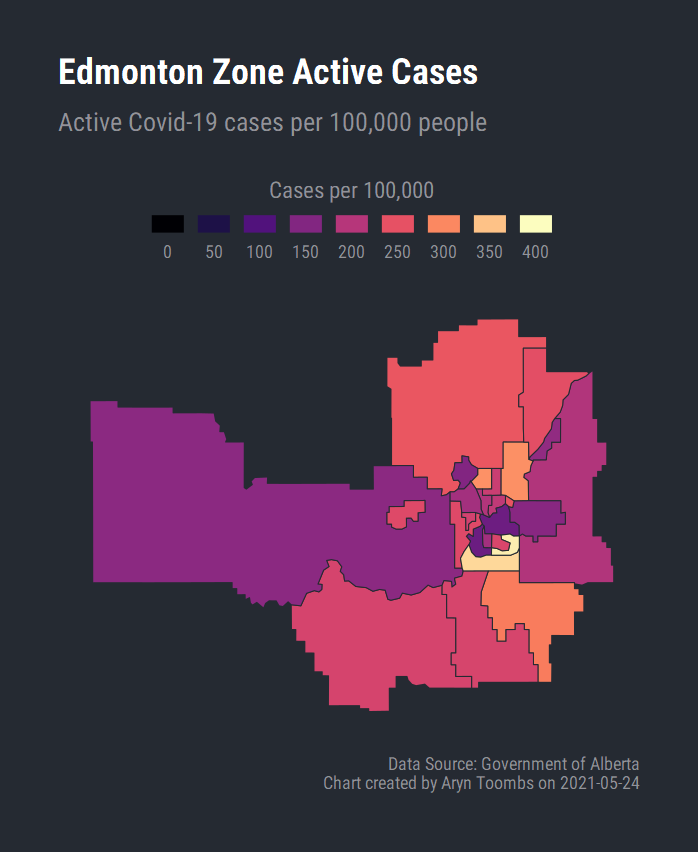 Edmonton Zone Active Cases
Active Covid-19 cases per 100,000 people
Cases per 100,000
0 50 100 150 200 250 300 350 400
Data Source: Government of Alberta
Chart created by Aryn Toombs on 2021-05-24